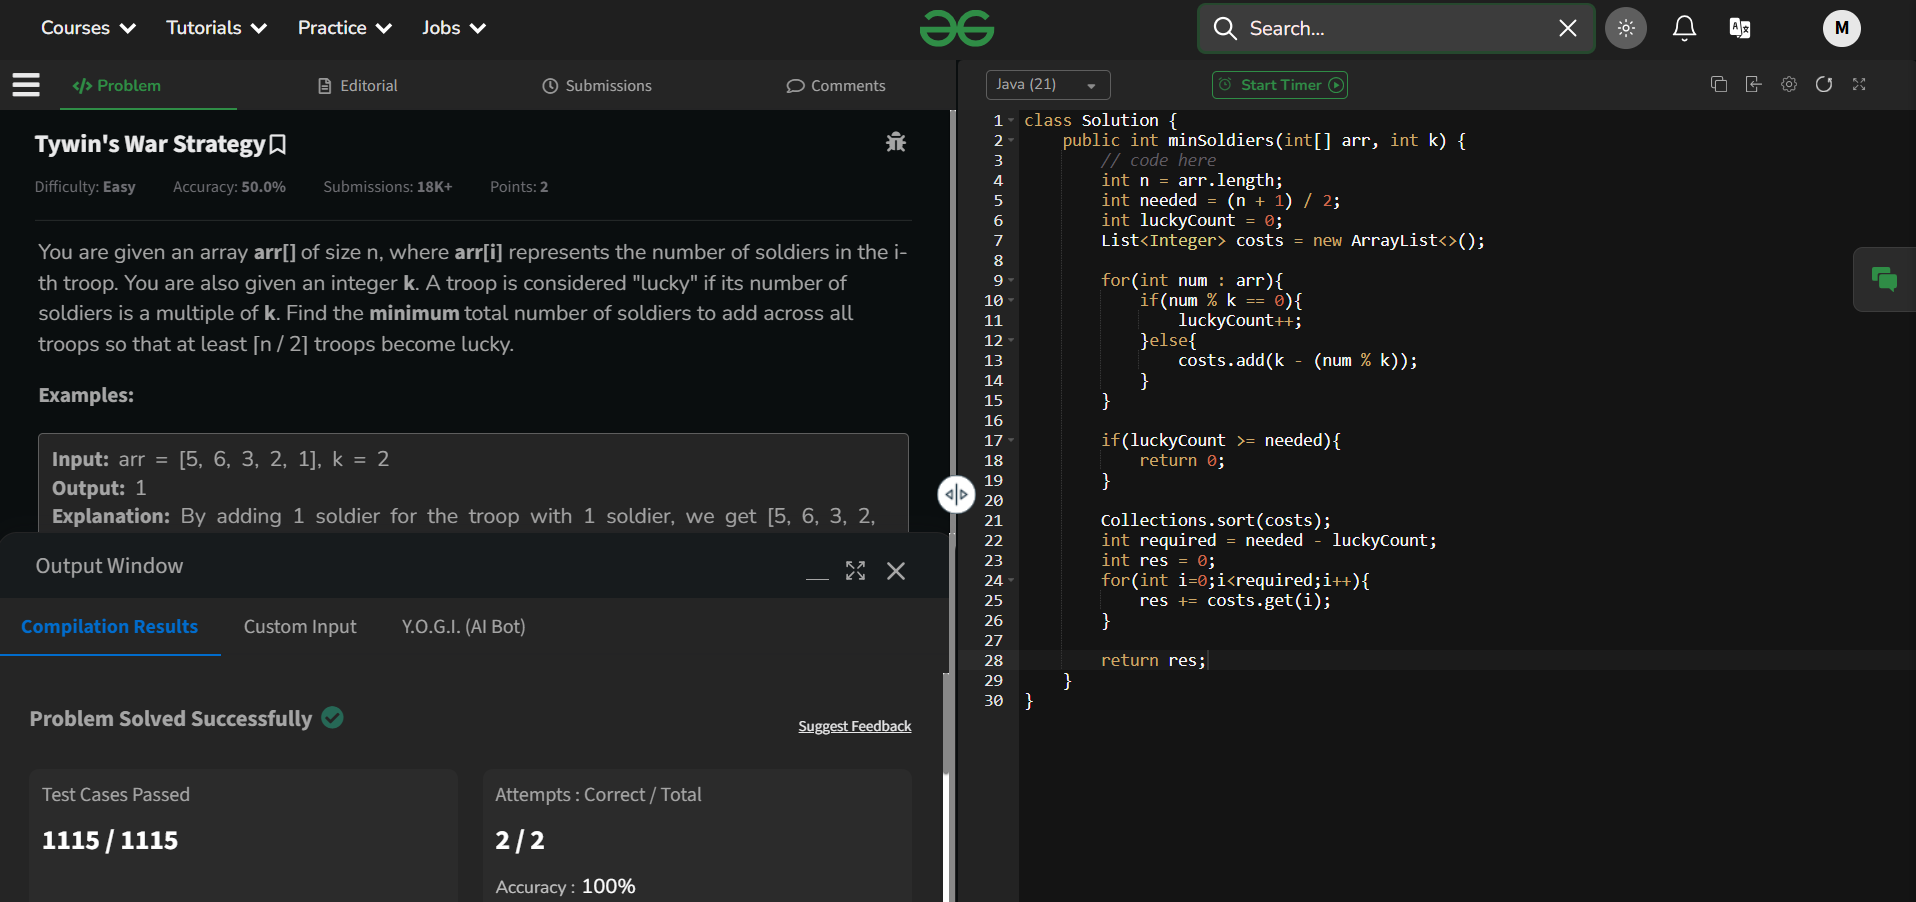 Courses Tutorials Practice Jobs Search... M
Problem Editorial Submissions Comments
Java (21) Start Timer
Tywin's War Strategy
Difficulty: Easy Accuracy: 50.0% Submissions: 18K+ Points: 2
You are given an array arr[] of size n, where arr[i] represents the number of soldiers in the i-
th troop. You are also given an integer k. A troop is considered "lucky" if its number of
soldiers is a multiple of k. Find the minimum total number of soldiers to add across all
troops so that at least ⌈n / 2⌉ troops become lucky.
Examples:
Input: arr = [5, 6, 3, 2, 1], k = 2
Output: 1
Explanation: By adding 1 soldier for the troop with 1 soldier, we get [5, 6, 3, 2,
Output Window
Compilation Results Custom Input Y.O.G.I. (AI Bot)
Problem Solved Successfully
Suggest Feedback
Test Cases Passed
1115 / 1115
Attempts : Correct / Total
2 / 2
Accuracy : 100%
1 class Solution {
2 public int minSoldiers(int[] arr, int k) {
3 // code here
4 int n = arr.length;
5 int needed = (n + 1) / 2;
6 int luckyCount = 0;
7 List<Integer> costs = new ArrayList<>();
8
9 for(int num : arr){
10 if(num % k == 0){
11 luckyCount++;
12 }else{
13 costs.add(k - (num % k));
14 }
15 }
16
17 if(luckyCount >= needed){
18 return 0;
19 }
20
21 Collections.sort(costs);
22 int required = needed - luckyCount;
23 int res = 0;
24 for(int i=0;i<required;i++){
25 res += costs.get(i);
26 }
27
28 return res;
29 }
30 }